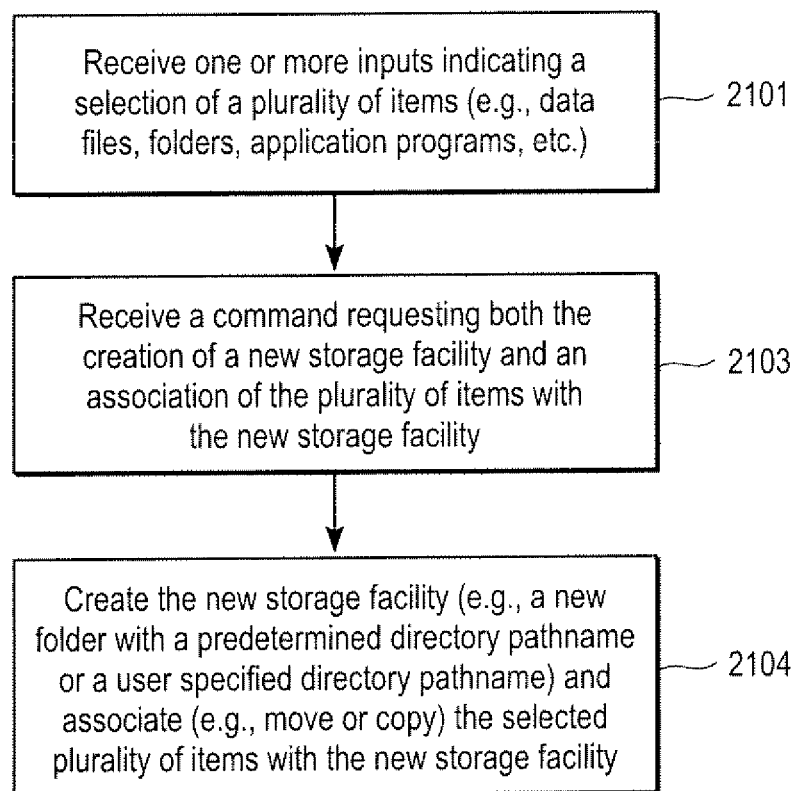 Receive one or more inputs indicating a
selection of a plurality of items (e.g., data
files, folders, application programs, etc.)
2101
Receive a command requesting both the
creation of a new storage facility and an
association of the plurality of items with
the new storage facility
2103
Create the new storage facility (e.g., a new
folder with a predetermined directory pathname
or a user specified directory pathname) and
associate (e.g., move or copy) the selected
plurality of items with the new storage facility
2104